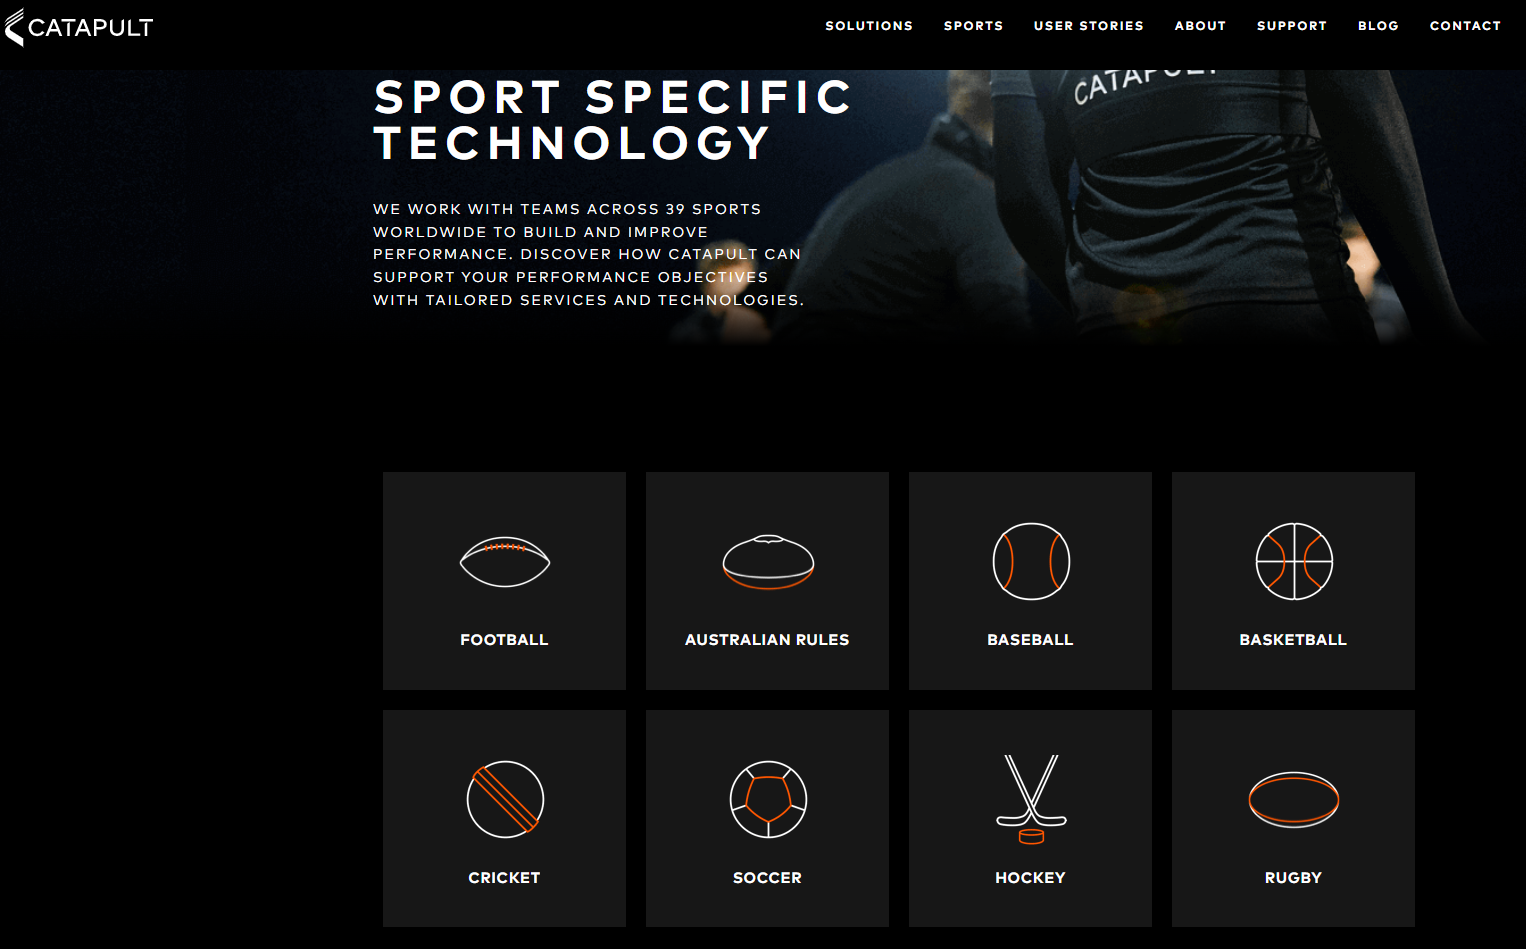 CATAPULT
SOLUTIONS SPORTS USER STORIES ABOUT SUPPORT BLOG CONTACT
SPORT SPECIFIC
TECHNOLOGY
CATAPULT
WE WORK WITH TEAMS ACROSS 39 SPORTS
WORLDWIDE TO BUILD AND IMPROVE
PERFORMANCE. DISCOVER HOW CATAPULT CAN
SUPPORT YOUR PERFORMANCE OBJECTIVES
WITH TAILORED SERVICES AND TECHNOLOGIES.
FOOTBALL
AUSTRALIAN RULES
BASEBALL
BASKETBALL
CRICKET
SOCCER
HOCKEY
RUGBY